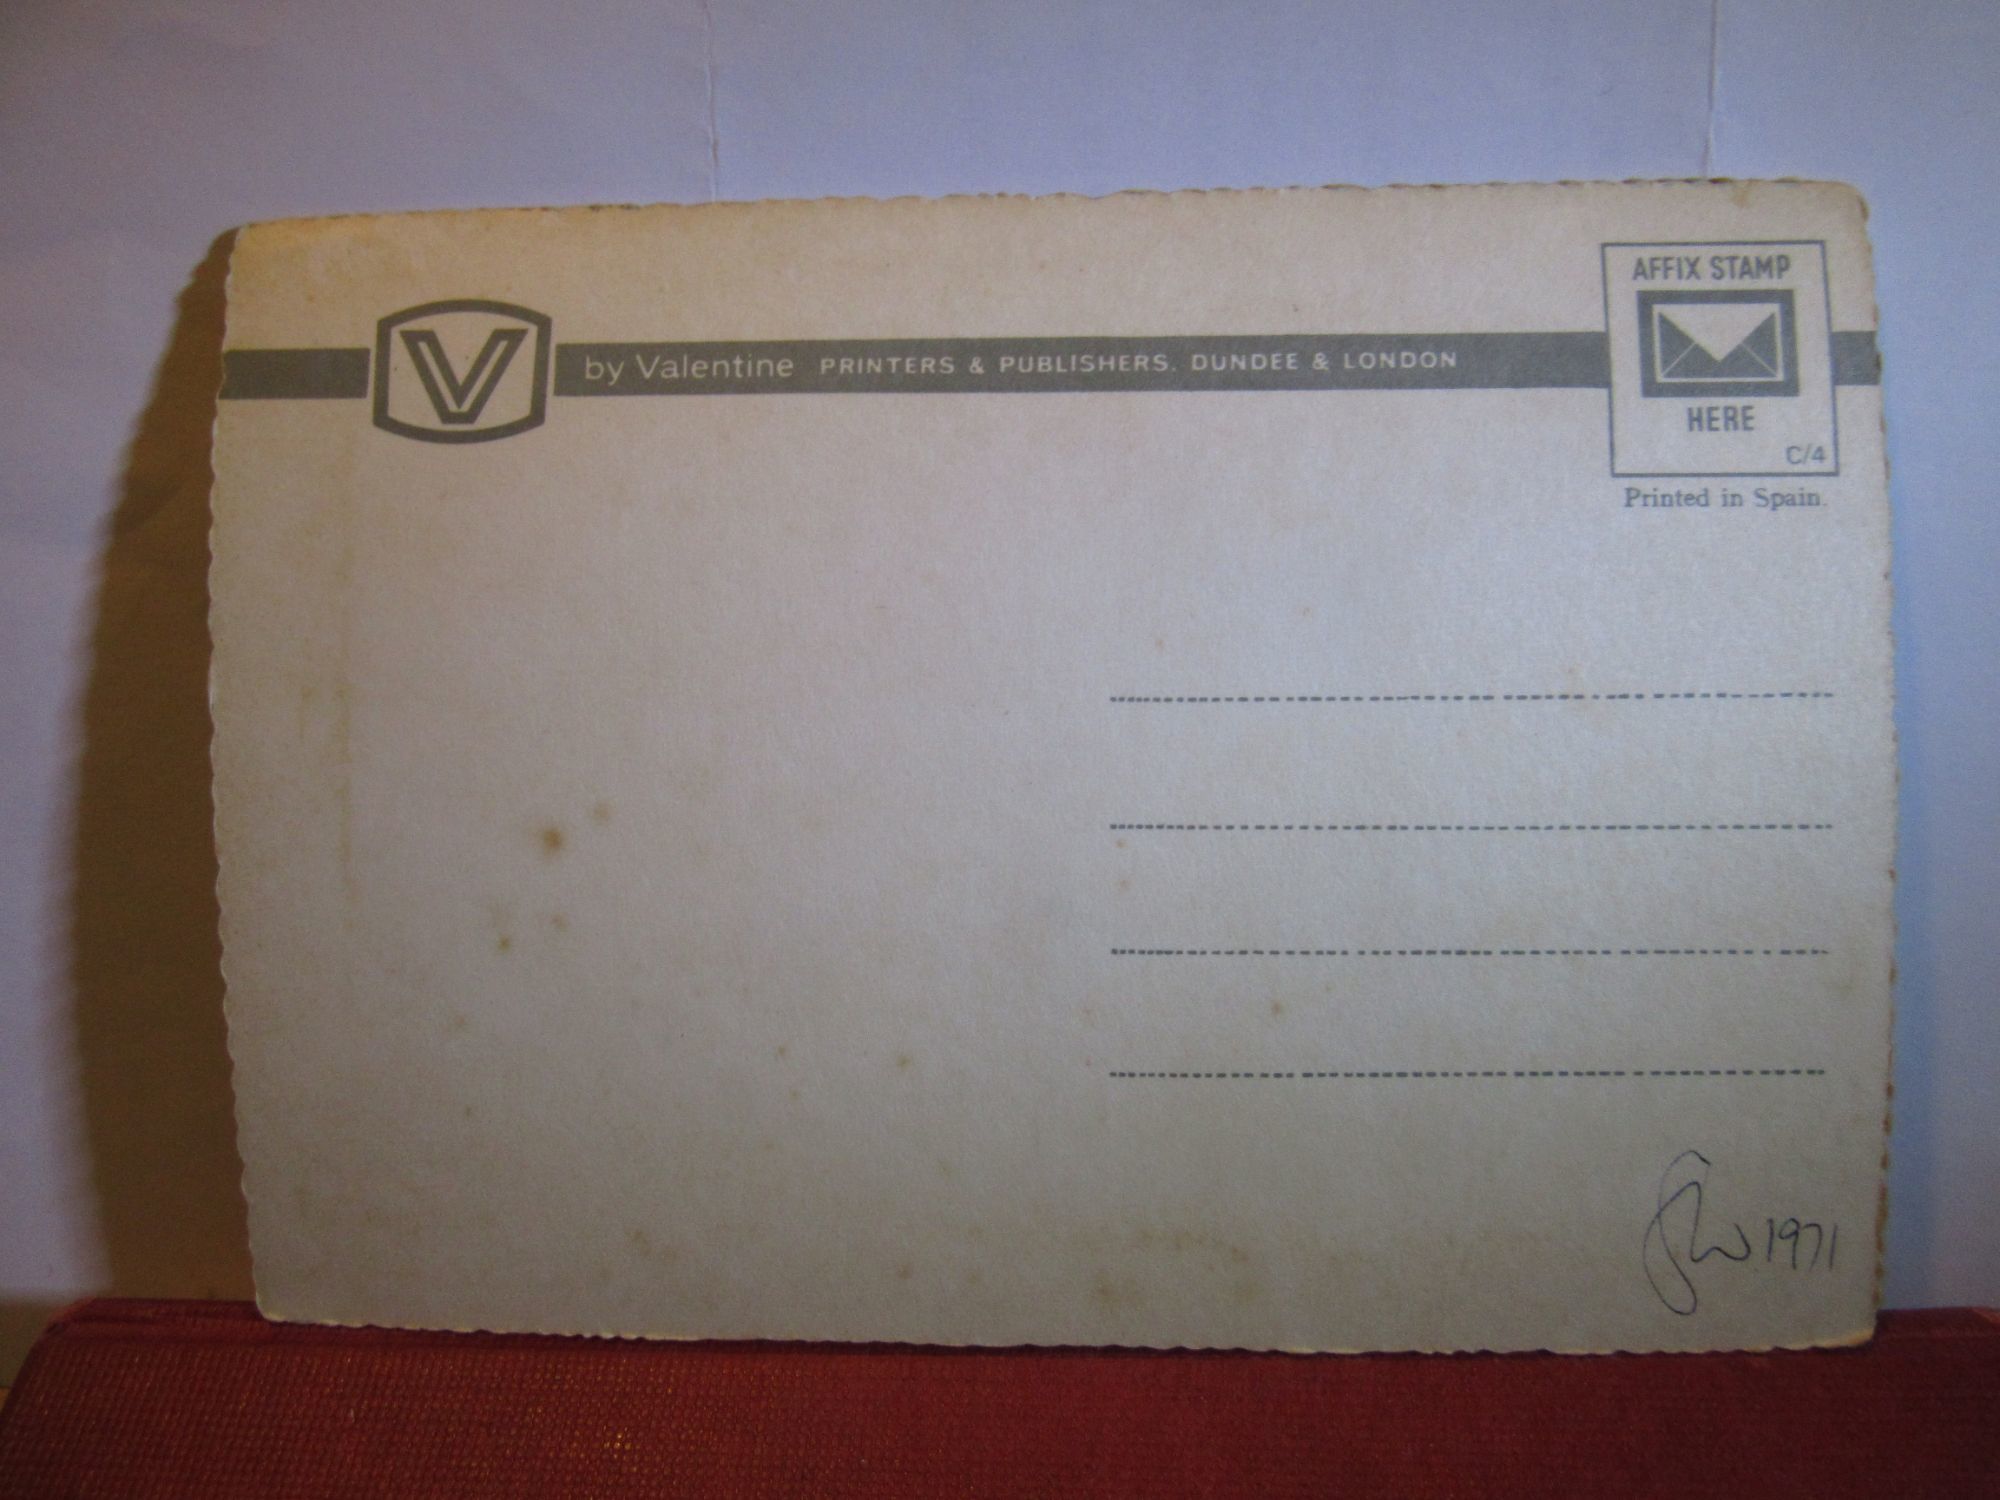 AFFIX STAMP
V by Valentine PRINTERS & PUBLISHERS. DUNDEE & LONDON
HERE
C/4
Printed in Spain.
1971